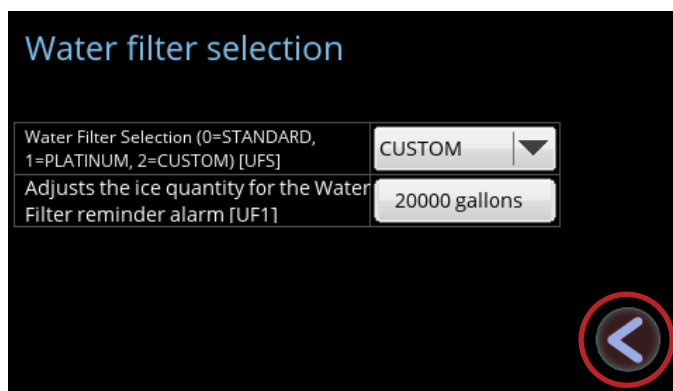 Water filter selection
Water Filter Selection (0=STANDARD,
1=PLATINUM, 2=CUSTOM) [UFS]
CUSTOM
Adjusts the ice quantity for the Water
Filter reminder alarm [UF1]
20000 gallons